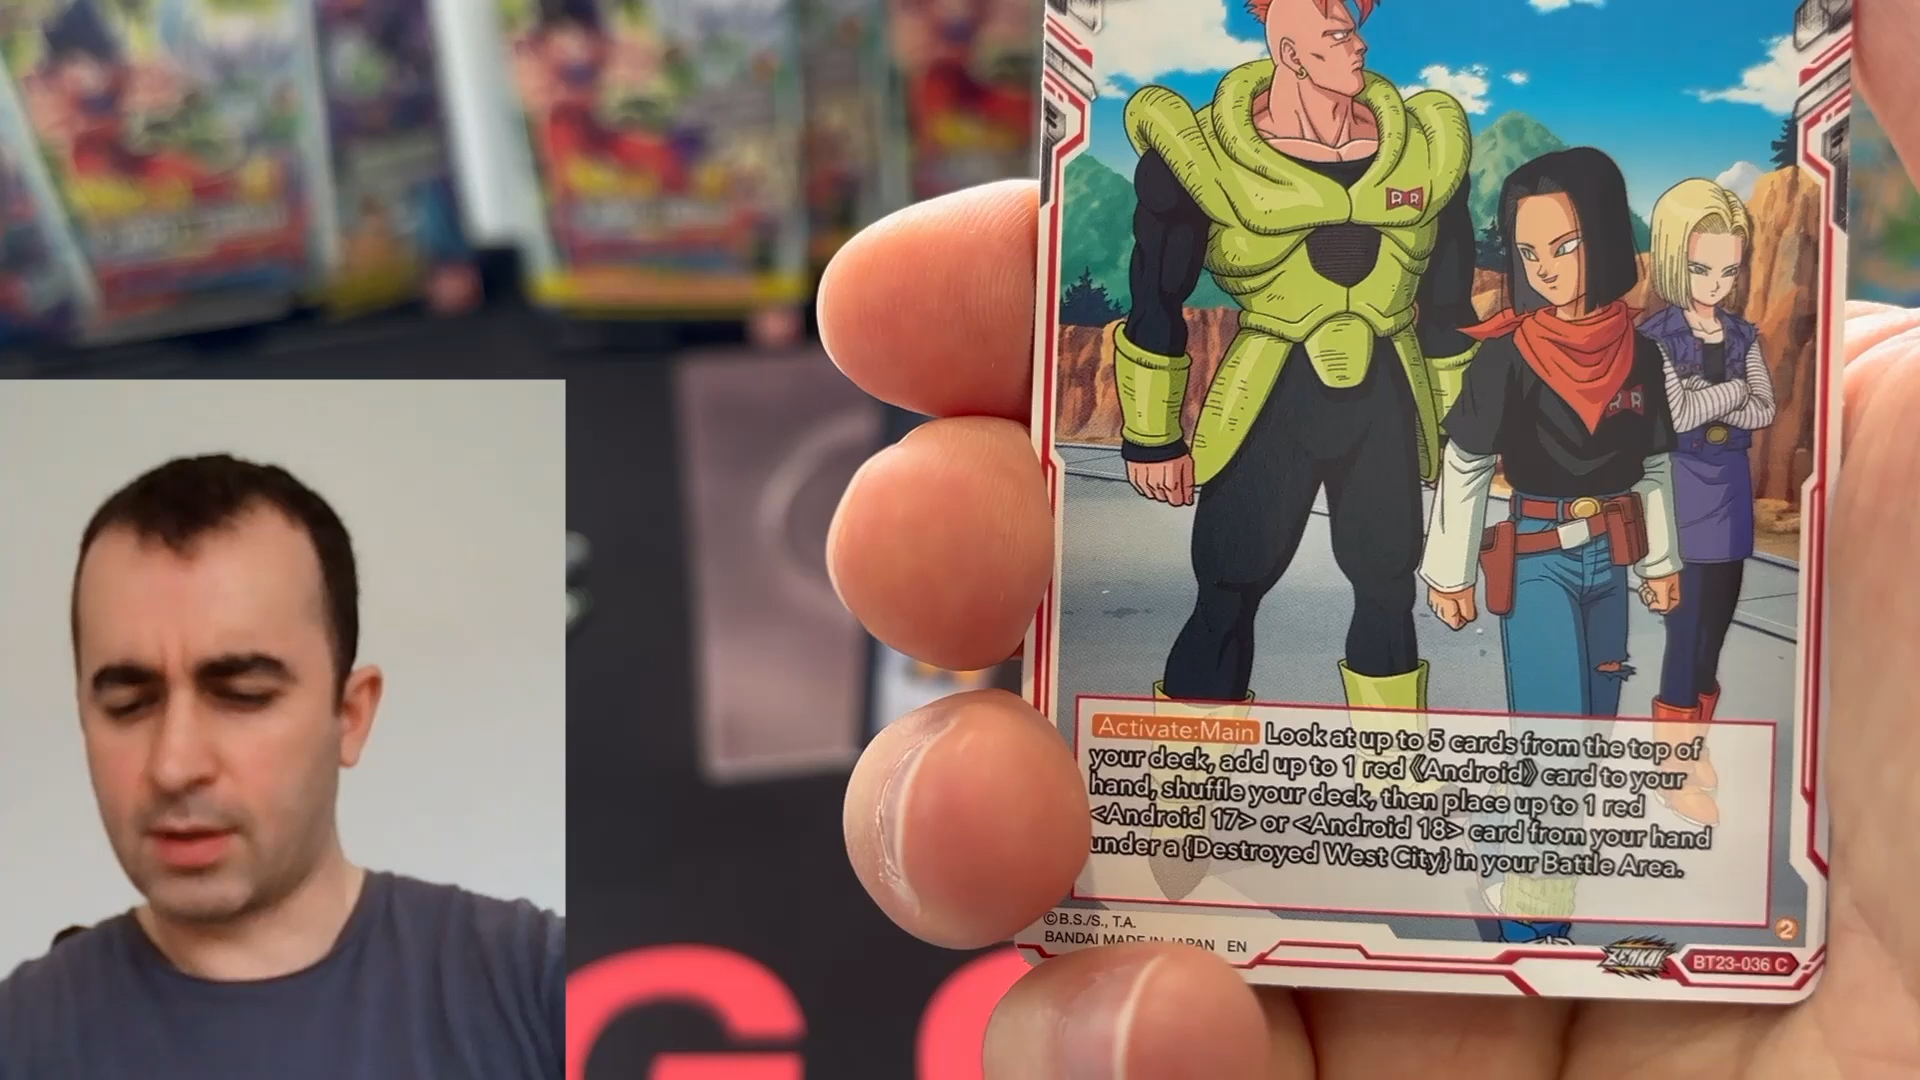 RR
RR
Activate:Main Look at up to 5 cards from the top of
your deck, add up to 1 red 《Android》 card to your
hand, shuffle your deck, then place up to 1 red
<Android 17> or <Android 18> card from your hand
under a {Destroyed West City} in your Battle Area.
©B.S./S., T.A.
BANDAI MADE IN JAPAN EN
2
ZENKAI
BT23-036 C
G